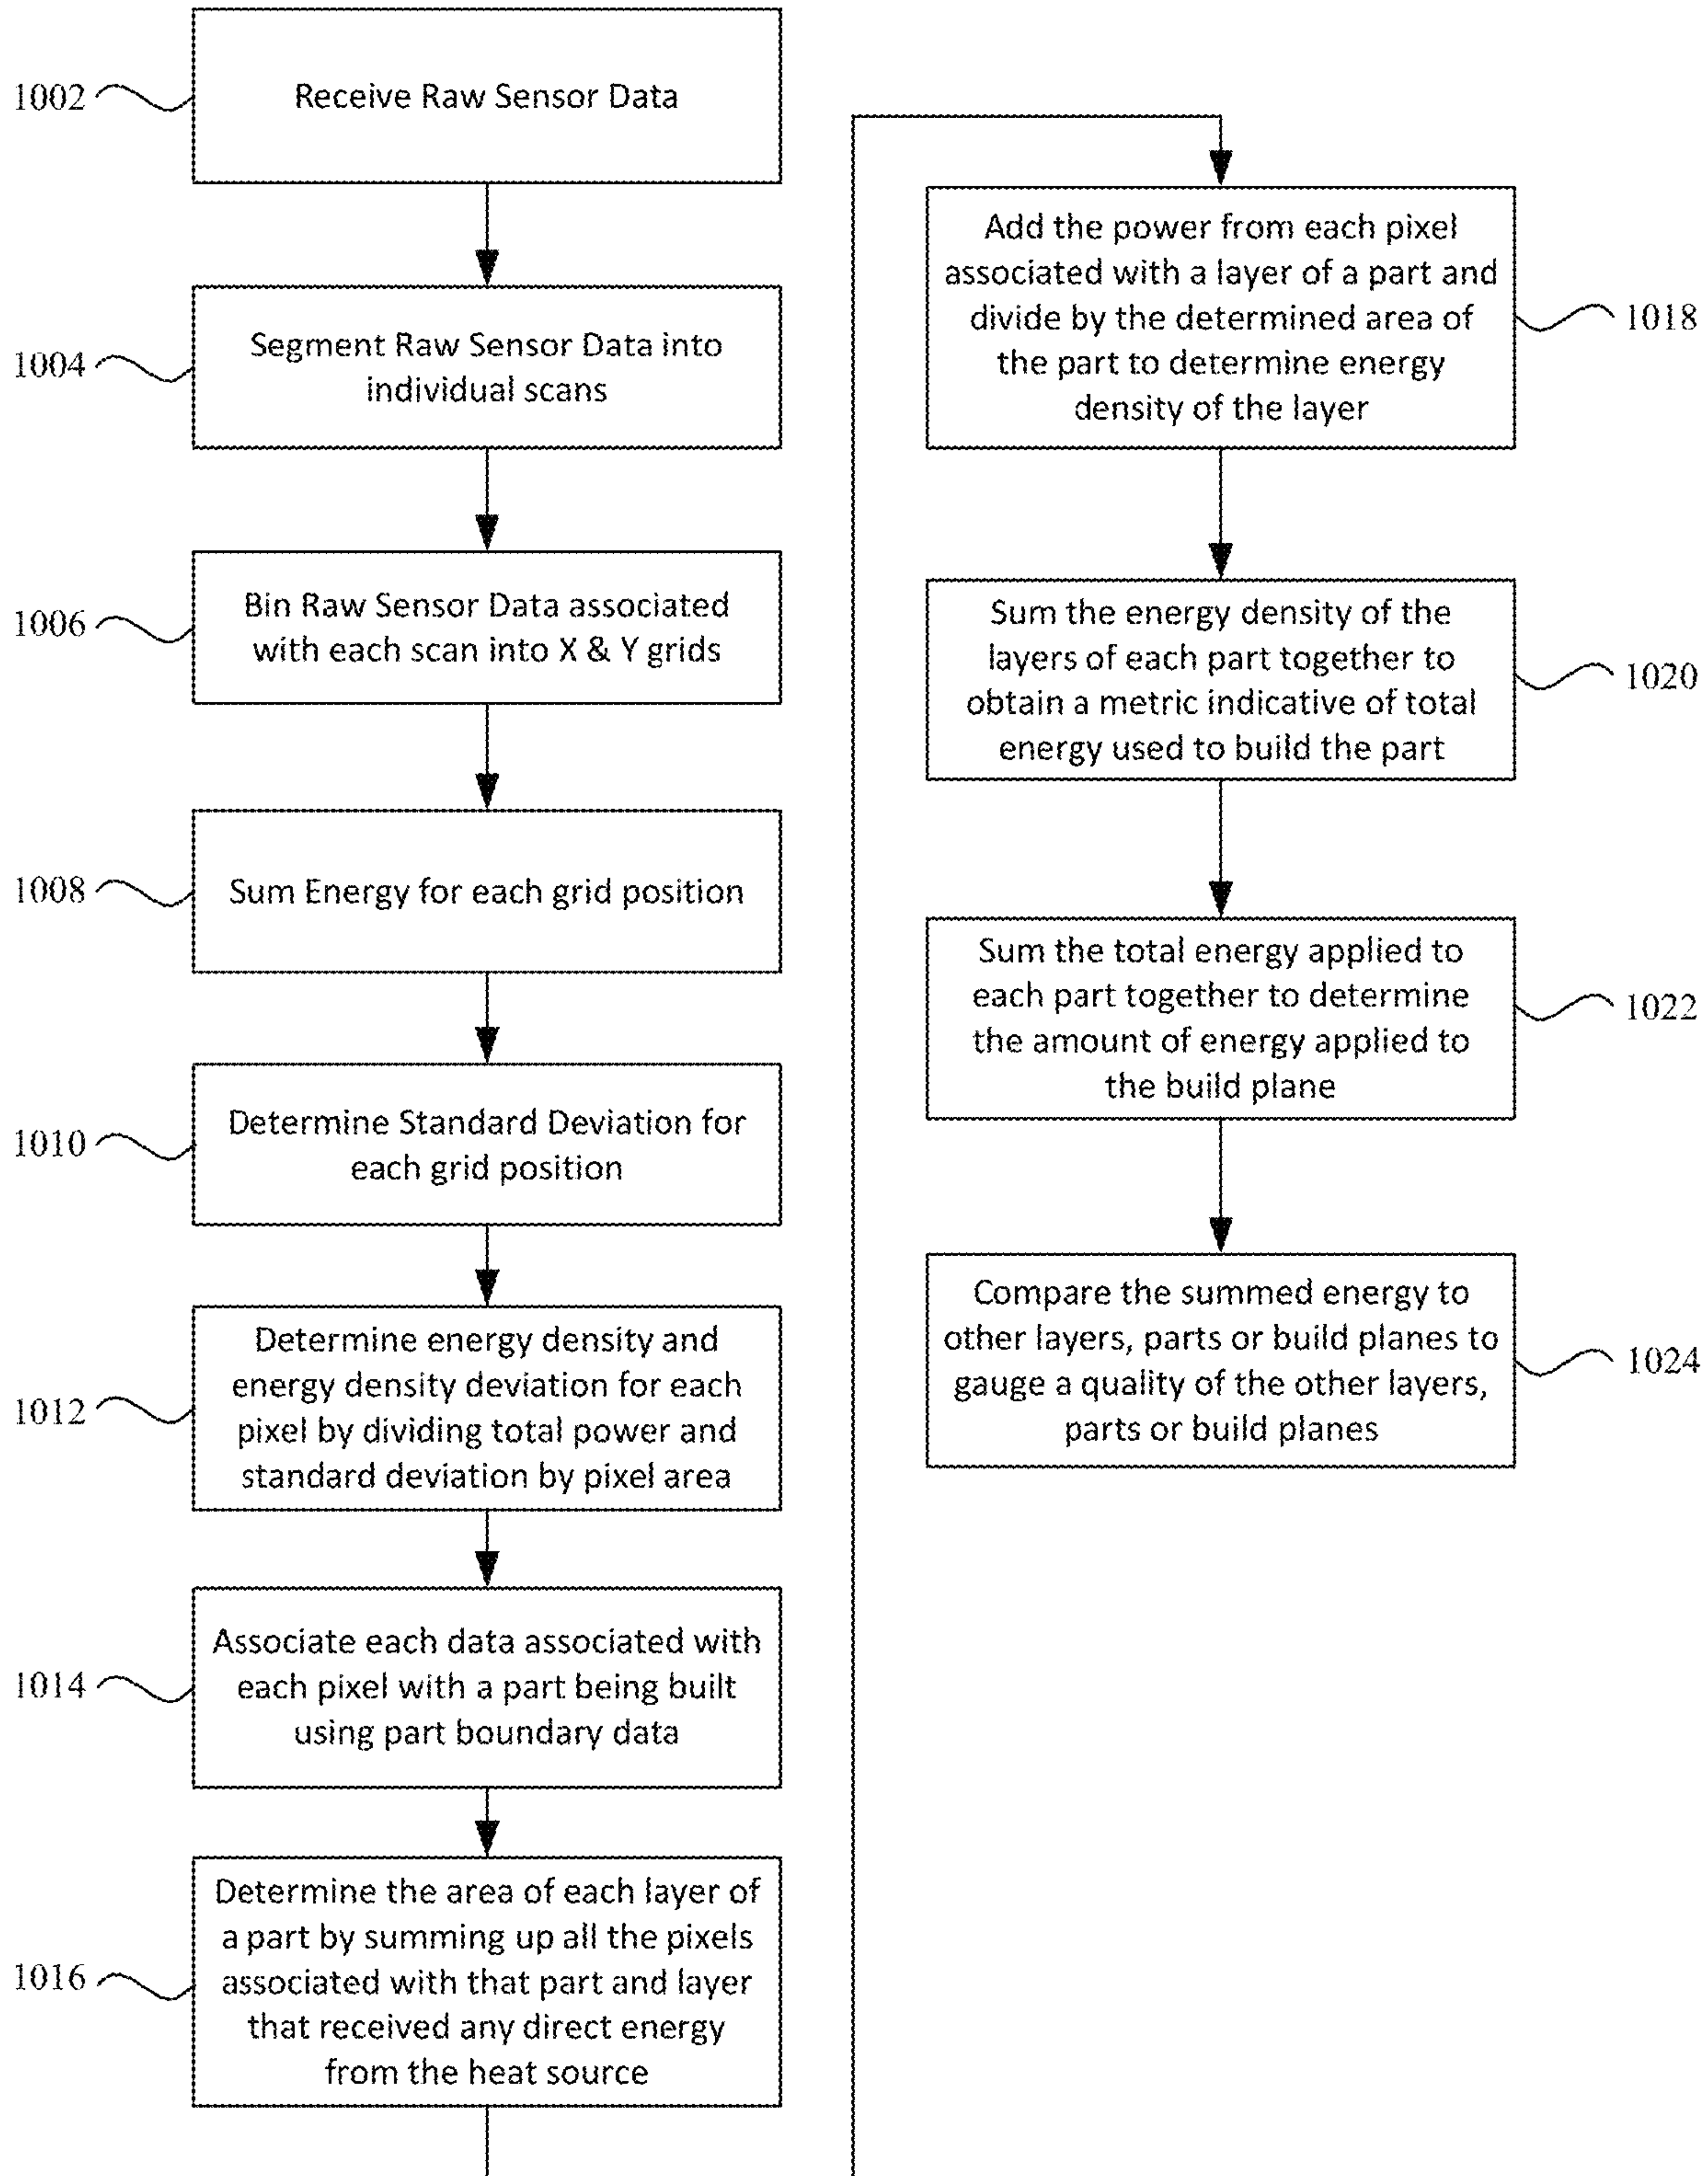 1002
Receive Raw Sensor Data
1004
Segment Raw Sensor Data into
individual scans
1006
Bin Raw Sensor Data associated
with each scan into X & Y grids
1008
Sum Energy for each grid position
1010
Determine Standard Deviation for
each grid position
1012
Determine energy density and
energy density deviation for each
pixel by dividing total power and
standard deviation by pixel area
1014
Associate each data associated with
each pixel with a part being built
using part boundary data
1016
Determine the area of each layer of
a part by summing up all the pixels
associated with that part and layer
that received any direct energy
from the heat source
Add the power from each pixel
associated with a layer of a part and
divide by the determined area of
the part to determine energy
density of the layer
1018
Sum the energy density of the
layers of each part together to
obtain a metric indicative of total
energy used to build the part
1020
Sum the total energy applied to
each part together to determine
the amount of energy applied to
the build plane
1022
Compare the summed energy to
other layers, parts or build planes to
gauge a quality of the other layers,
parts or build planes
1024